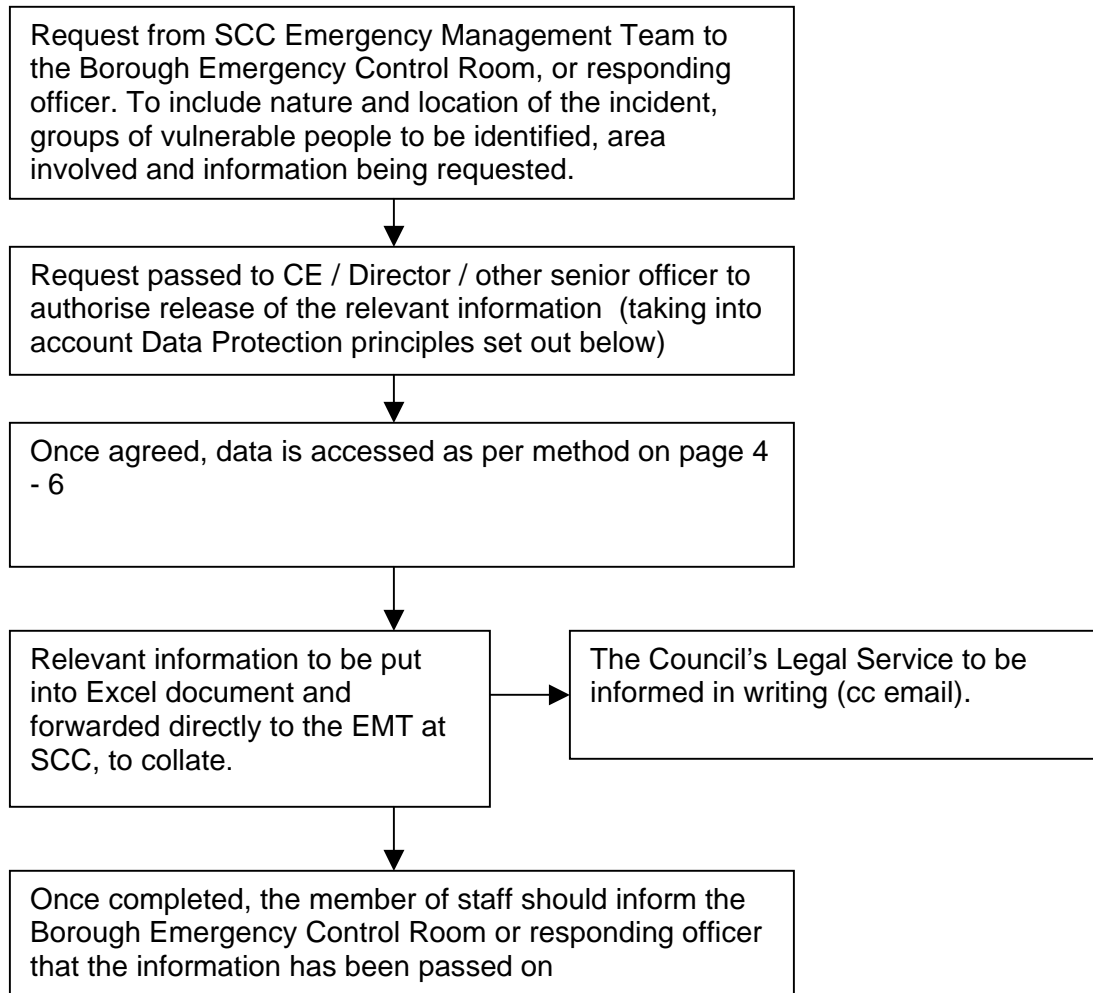 Request from SCC Emergency Management Team to
the Borough Emergency Control Room, or responding
officer. To include nature and location of the incident,
groups of vulnerable people to be identified, area
involved and information being requested.
Request passed to CE / Director / other senior officer to
authorise release of the relevant information  (taking into
account Data Protection principles set out below)
Once agreed, data is accessed as per method on page 4
- 6
Relevant information to be put
into Excel document and
forwarded directly to the EMT at
SCC, to collate.
The Council’s Legal Service to be
informed in writing (cc email).
Once completed, the member of staff should inform the
Borough Emergency Control Room or responding officer
that the information has been passed on